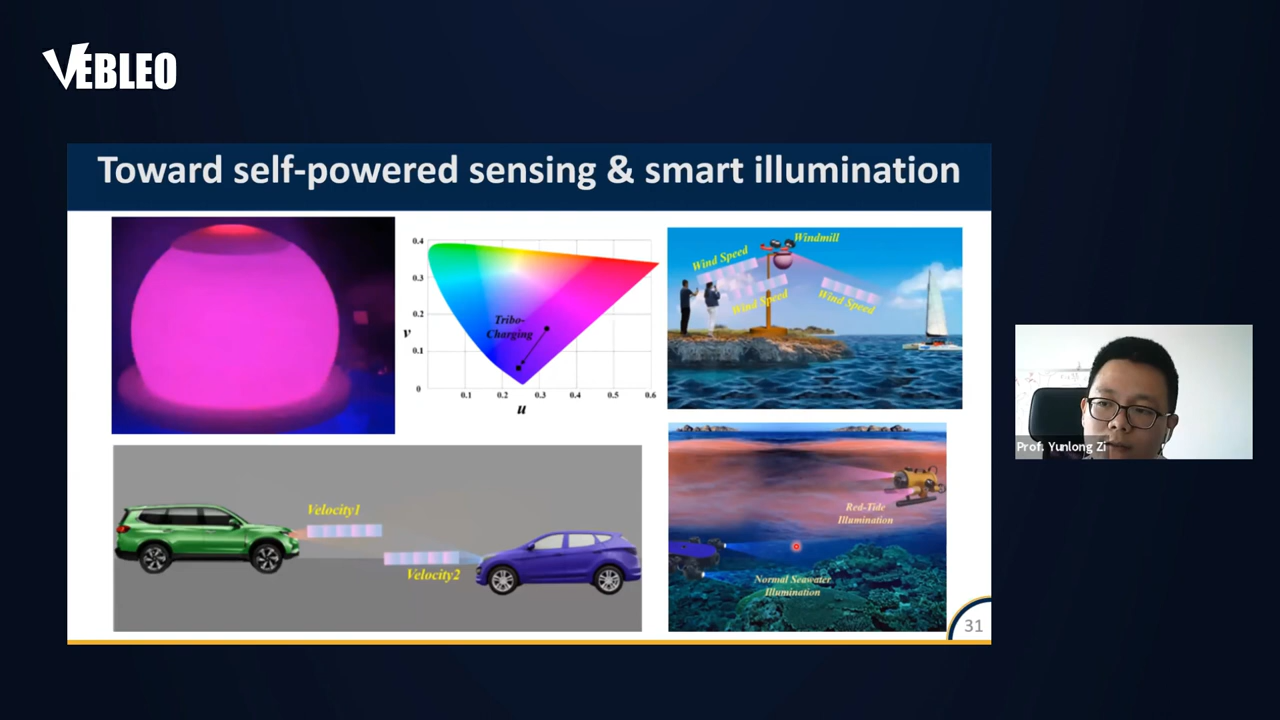 VEBLEO
Toward self-powered sensing & smart illumination
0.4
0.3
0.2
0.1
0
v
Tribo-
Charging
0.1
0.2
0.3
0.4
0.5
0.6
u
Windmill
Wind Speed
Wind Speed
Wind Speed
Velocity1
Velocity2
Red-Tide
Illumination
Normal Seawater
Illumination
31
Prof. Yunlong Zi